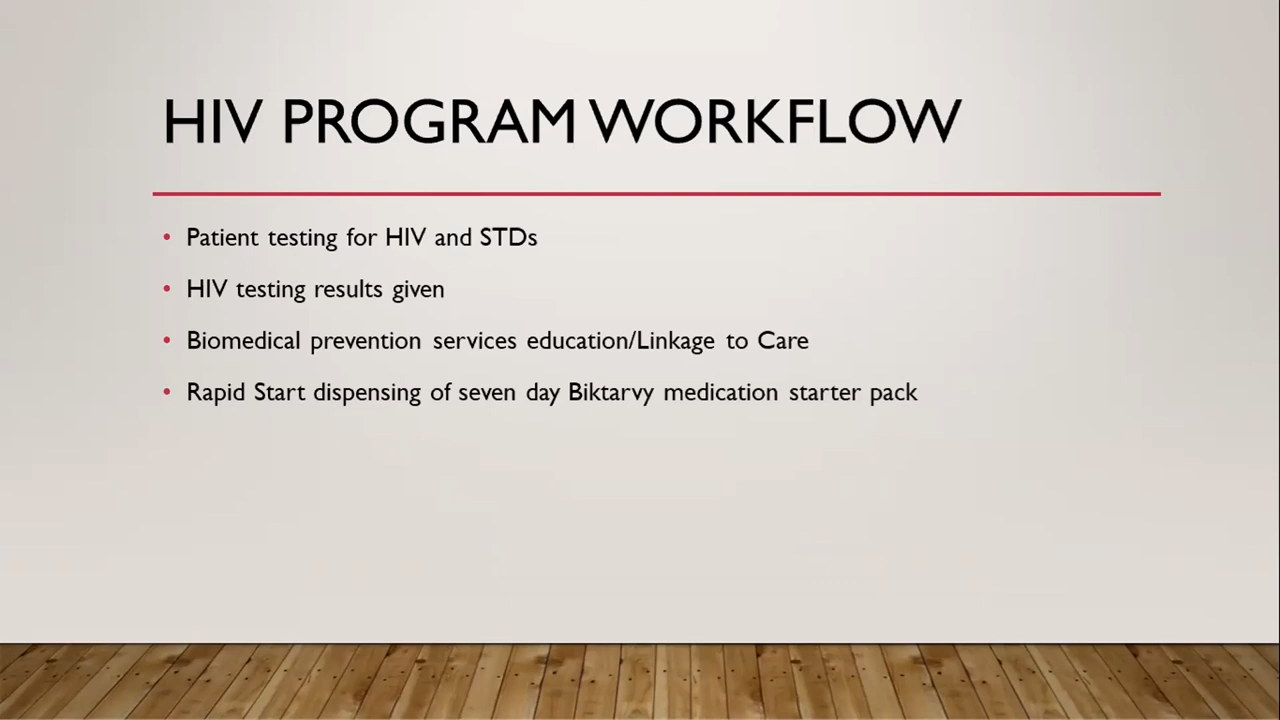 HIV PROGRAM WORKFLOW
• Patient testing for HIV and STDs
• HIV testing results given
• Biomedical prevention services education/Linkage to Care
• Rapid Start dispensing of seven day Biktarvy medication starter pack